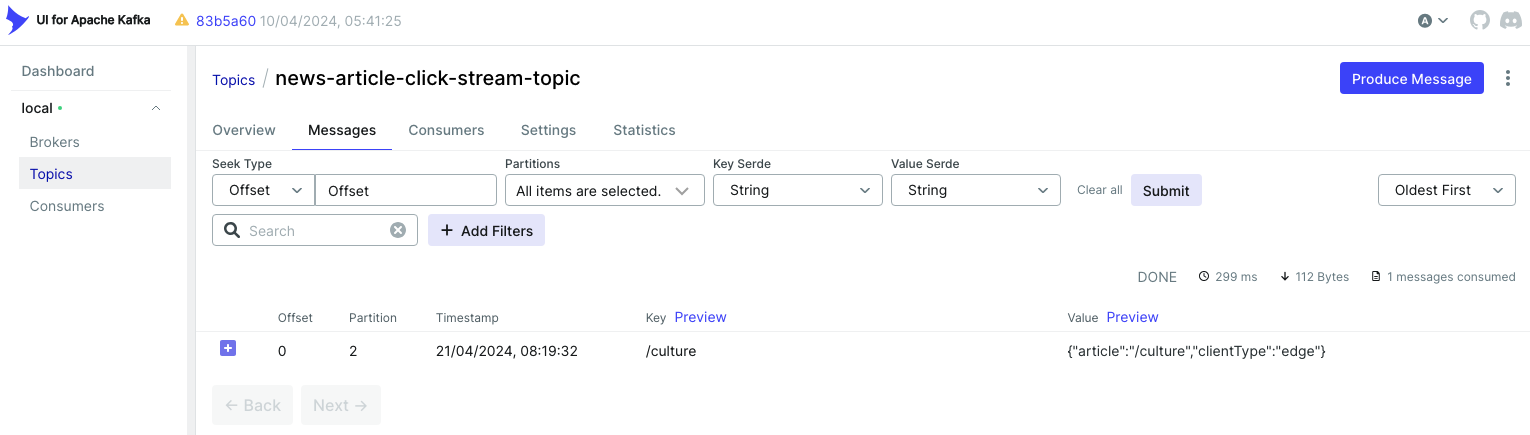 UI for Apache Kafka 83b5a60 10/04/2024, 05:41:25 A
Dashboard
local
Brokers
Topics
Consumers
Topics / news-article-click-stream-topic Produce Message
Overview Messages Consumers Settings Statistics
Seek Type Partitions Key Serde Value Serde
Offset Offset All items are selected. String String Clear all Submit Oldest First
Search Add Filters
DONE 299 ms 112 Bytes 1 messages consumed
Offset Partition Timestamp Key Preview Value Preview
0 2 21/04/2024, 08:19:32 /culture {"article":"/culture","clientType":"edge"}
← Back Next →